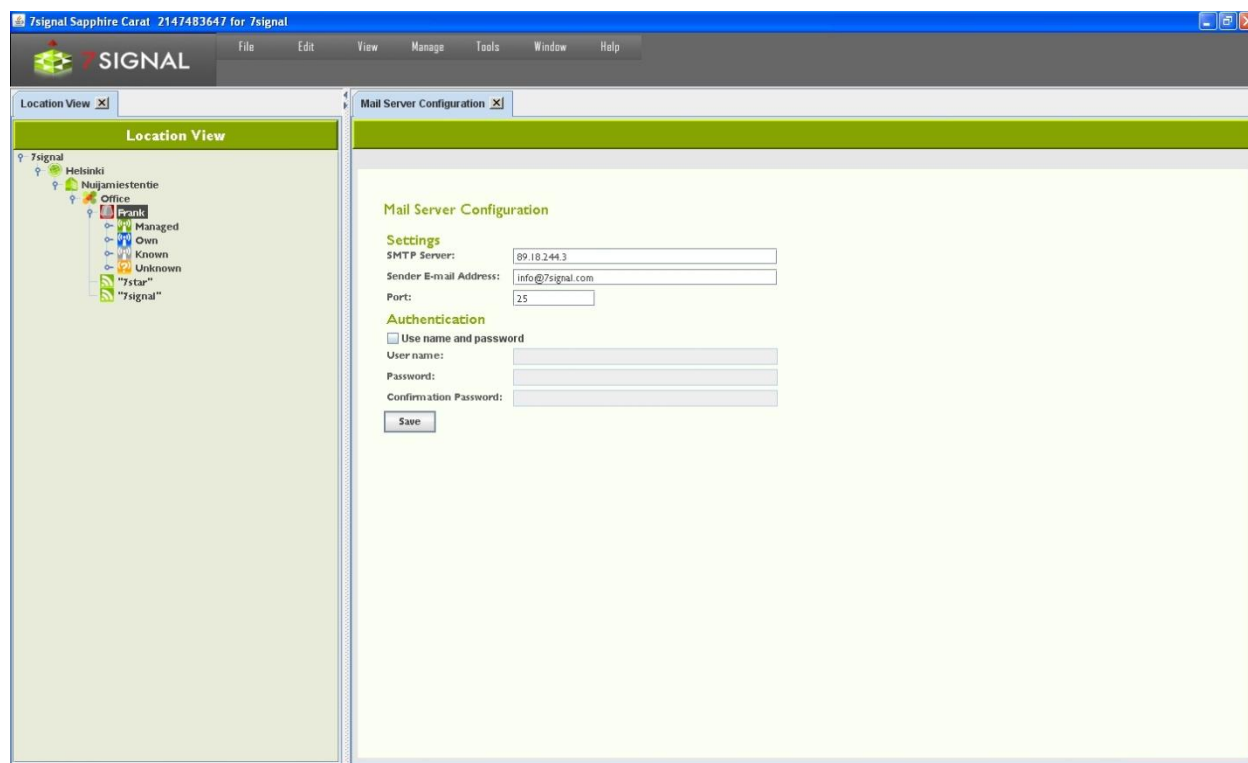 7signal Sapphire Carat 2147483647 for 7signal
7SIGNAL
File Edit View Manage Tools Window Help
Location View
Location View
7signal
Helsinki
Nuijamiestentie
Office
Frank
Managed
Own
Known
Unknown
"7star"
"7signal"
Mail Server Configuration
Mail Server Configuration
Settings
SMTP Server: 89.18.244.3
Sender E-mail Address: info@7signal.com
Port: 25
Authentication
Use name and password
User name:
Password:
Confirmation Password:
Save